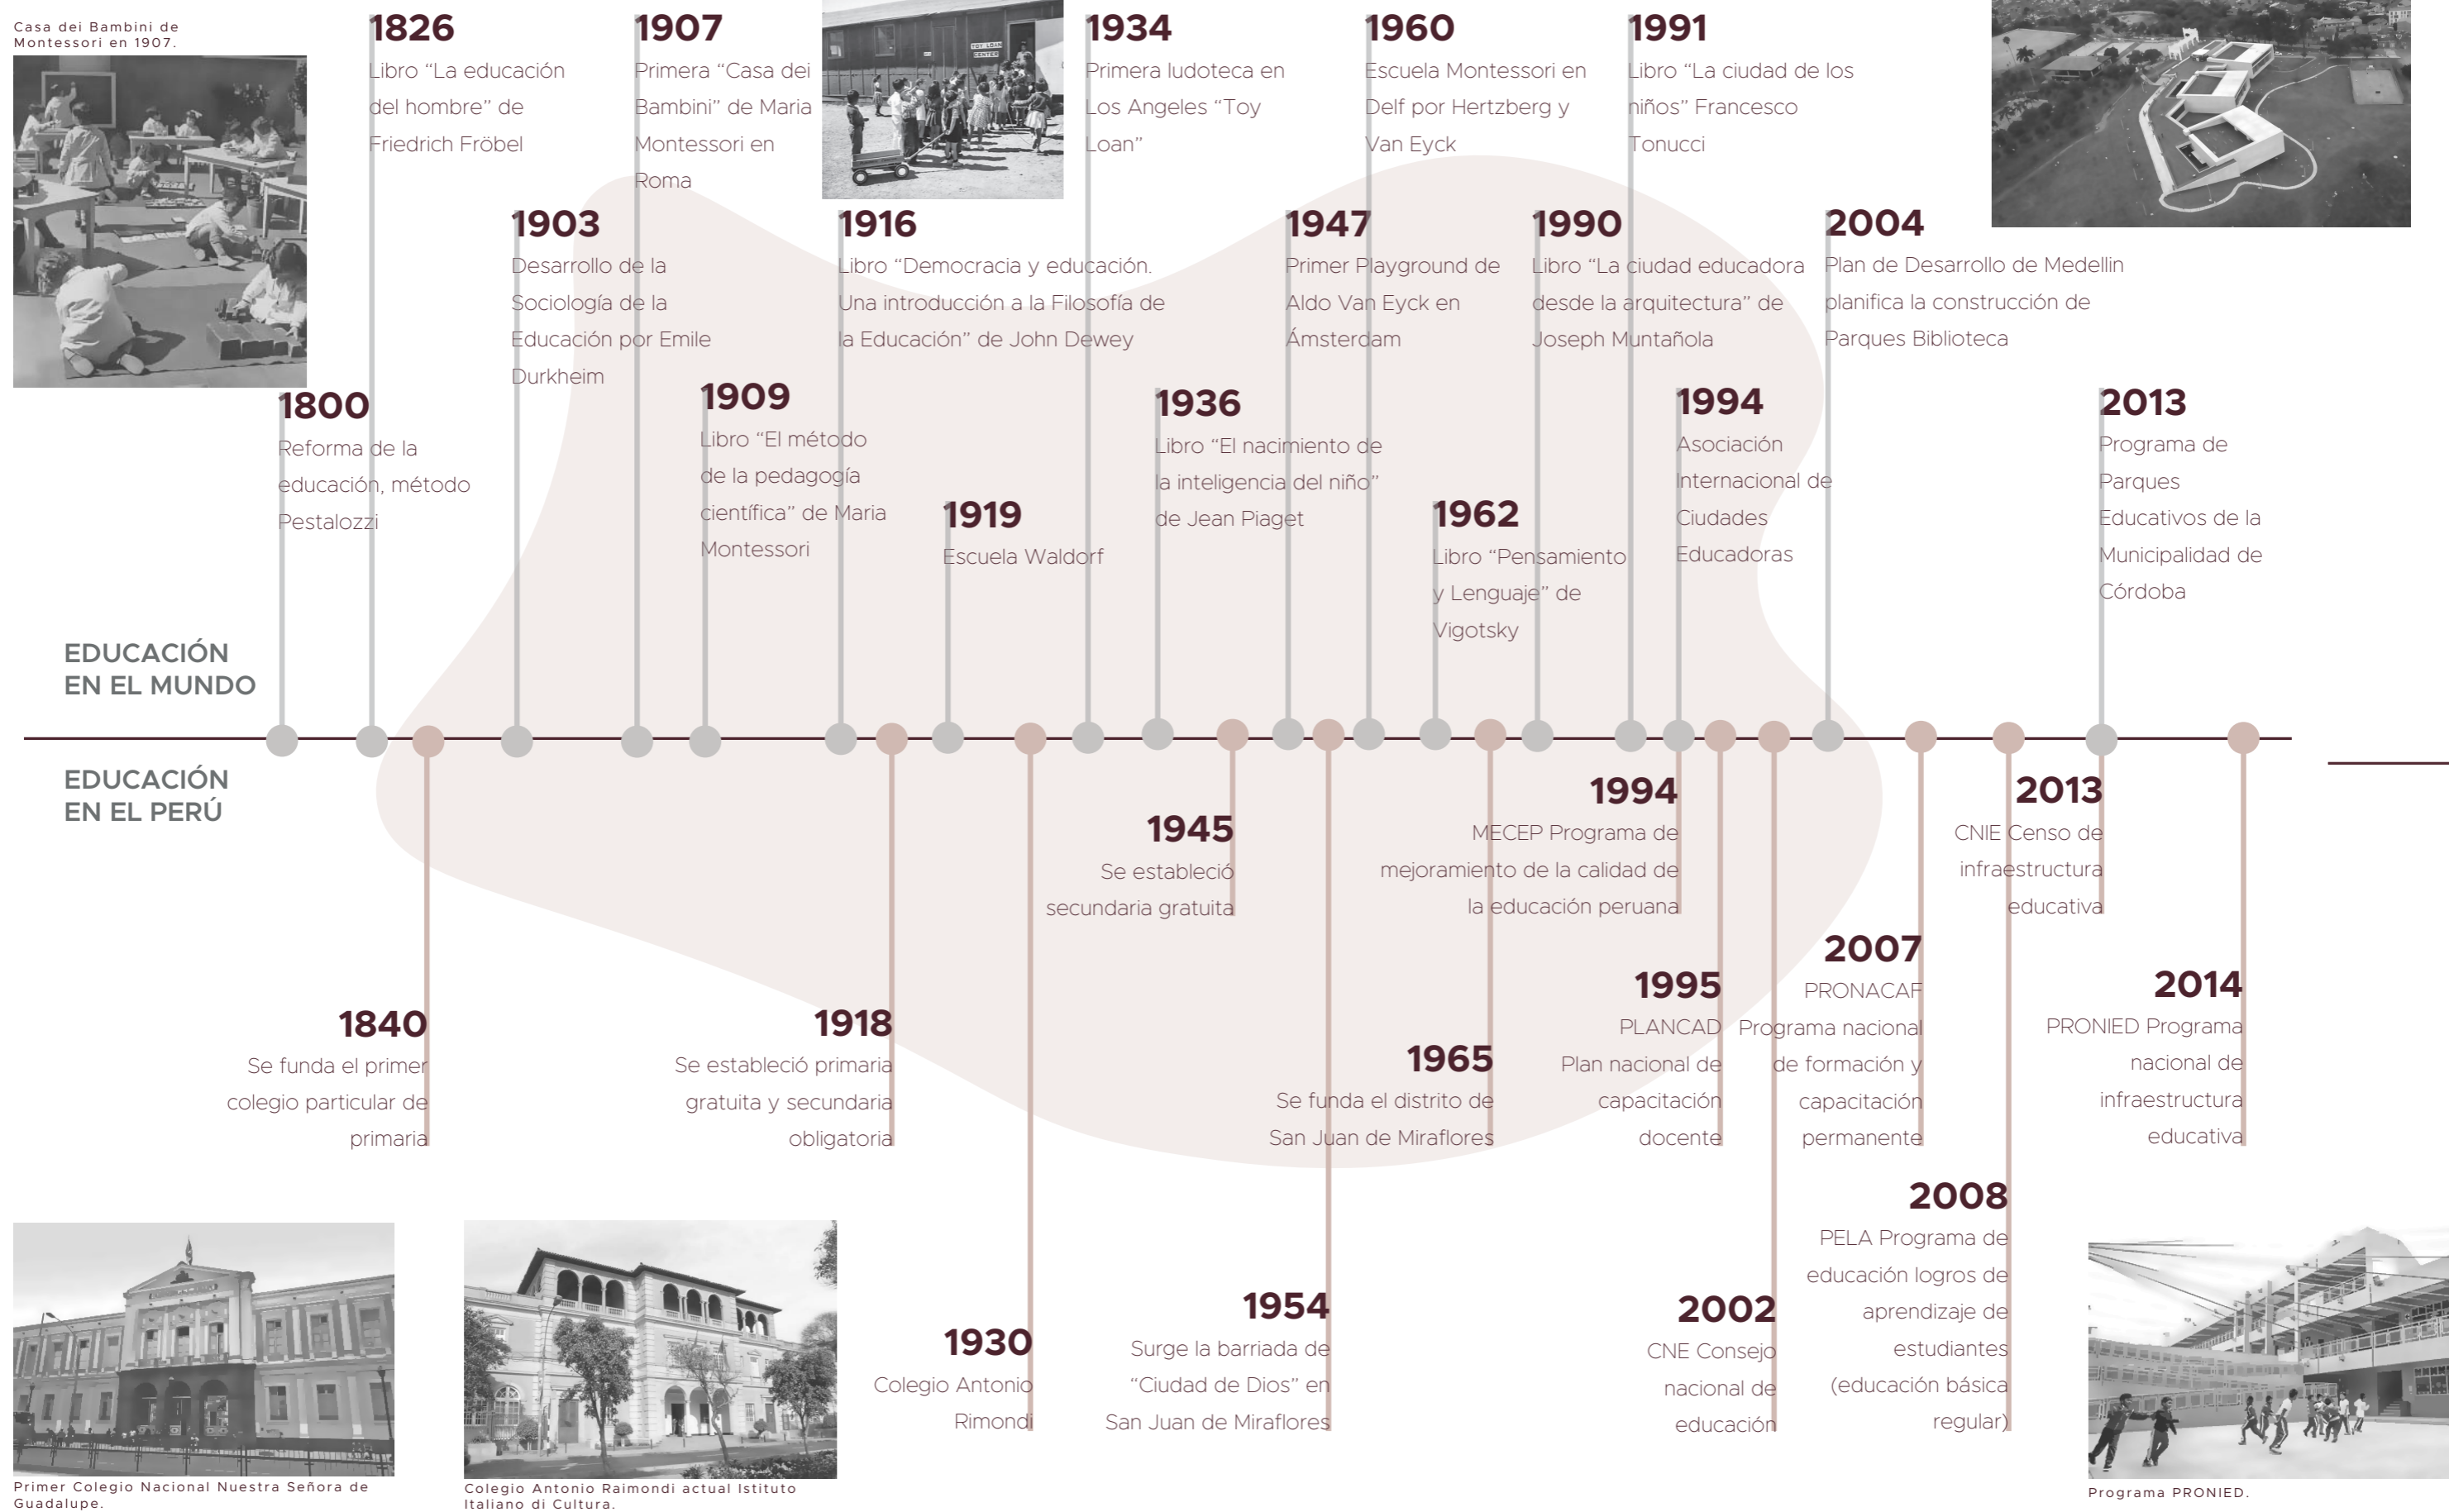 Casa dei Bambini de
Montessori en 1907.
1826
Libro “La educación
del hombre” de
Friedrich Fröbel
1907
Primera “Casa dei
Bambini” de Maria
Montessori en
Roma
TOY LOAN
CENTER
1934
Primera ludoteca en
Los Angeles “Toy
Loan”
1960
Escuela Montessori en
Delf por Hertzberg y
Van Eyck
1991
Libro “La ciudad de los
niños” Francesco
Tonucci
1903
Desarrollo de la
Sociología de la
Educación por Emile
Durkheim
1916
Libro “Democracia y educación.
Una introducción a la Filosofía de
la Educación” de John Dewey
1947
Primer Playground de
Aldo Van Eyck en
Ámsterdam
1990
Libro “La ciudad educadora
desde la arquitectura” de
Joseph Muntañola
2004
Plan de Desarrollo de Medellin
planifica la construcción de
Parques Biblioteca
1800
Reforma de la
educación, método
Pestalozzi
1909
Libro “El método
de la pedagogía
científica” de Maria
Montessori
1919
Escuela Waldorf
1936
Libro “El nacimiento de
la inteligencia del niño”
de Jean Piaget
1962
Libro “Pensamiento
y Lenguaje” de
Vigotsky
1994
Asociación
Internacional de
Ciudades
Educadoras
2013
Programa de
Parques
Educativos de la
Municipalidad de
Córdoba
EDUCACIÓN
EN EL MUNDO
EDUCACIÓN
EN EL PERÚ
1840
Se funda el primer
colegio particular de
primaria
1918
Se estableció primaria
gratuita y secundaria
obligatoria
1930
Colegio Antonio
Rimondi
1945
Se estableció
secundaria gratuita
1954
Surge la barriada de
“Ciudad de Dios” en
San Juan de Miraflores
1965
Se funda el distrito de
San Juan de Miraflores
1994
MECEP Programa de
mejoramiento de la calidad de
la educación peruana
1995
PLANCAD
Plan nacional de
capacitación
docente
2002
CNE Consejo
nacional de
educación
2007
PRONACAF
Programa nacional
de formación y
capacitación
permanente
2008
PELA Programa de
educación logros de
aprendizaje de
estudiantes
(educación básica
regular)
2013
CNIE Censo de
infraestructura
educativa
2014
PRONIED Programa
nacional de
infraestructura
educativa
Primer Colegio Nacional Nuestra Señora de
Guadalupe.
Colegio Antonio Raimondi actual Istituto
Italiano di Cultura.
Programa PRONIED.